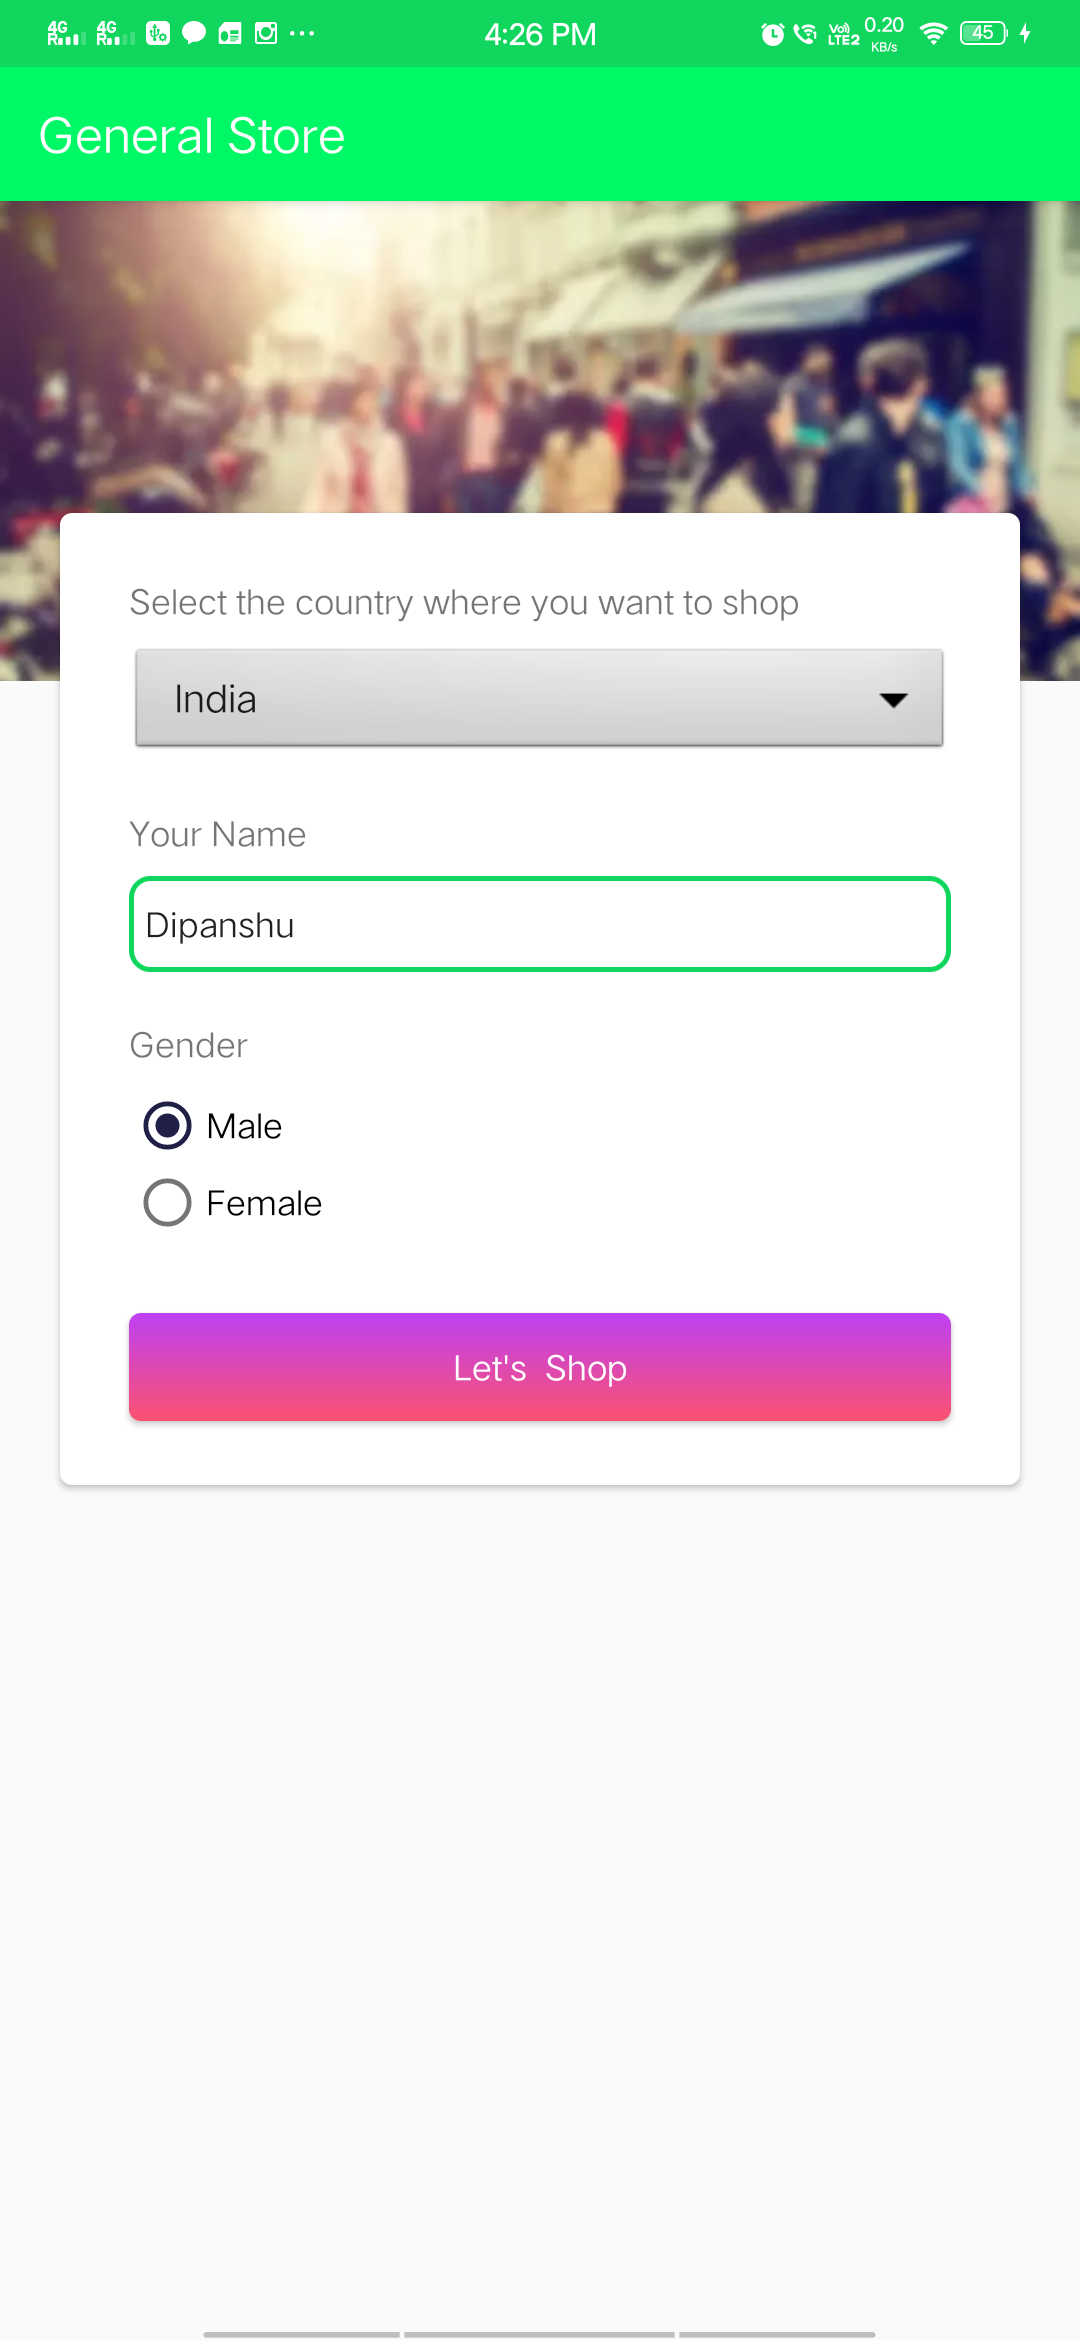 4G R 4G R 4:26 PM Vo)) LTE2 0.20 KB/s 45
General Store
Select the country where you want to shop
India
Your Name
Dipanshu
Gender
Male
Female
Let's Shop